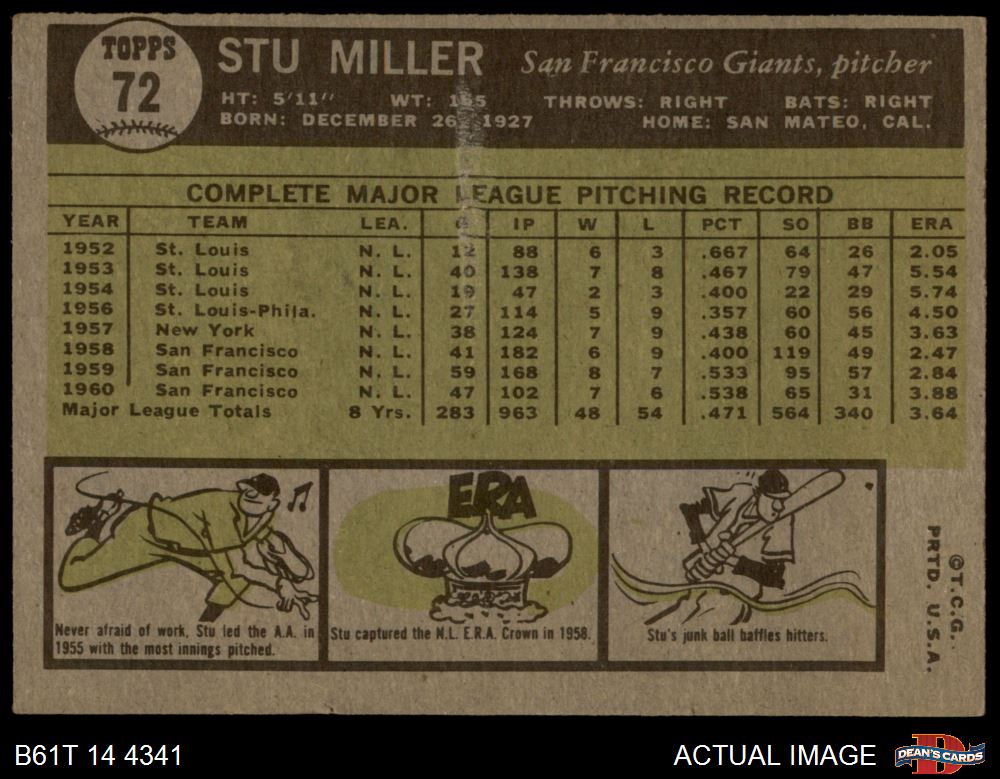 TOPPS
72
STU MILLER San Francisco Giants, pitcher
HT: 5'11" WT: 165 THROWS: RIGHT BATS: RIGHT
BORN: DECEMBER 26, 1927 HOME: SAN MATEO, CAL.
COMPLETE MAJOR LEAGUE PITCHING RECORD
YEAR TEAM LEA. G IP W L PCT SO BB ERA
1952 St. Louis N. L. 12 88 6 3 .667 64 26 2.05
1953 St. Louis N. L. 40 138 7 8 .467 79 47 5.54
1954 St. Louis N. L. 19 47 2 3 .400 22 29 5.74
1956 St. Louis-Phila. N. L. 27 114 5 9 .357 60 56 4.50
1957 New York N. L. 38 124 7 9 .438 60 45 3.63
1958 San Francisco N. L. 41 182 6 9 .400 119 49 2.47
1959 San Francisco N. L. 59 168 8 7 .533 95 57 2.84
1960 San Francisco N. L. 47 102 7 6 .538 65 31 3.88
Major League Totals 8 Yrs. 283 963 48 54 .471 564 340 3.64
ERA
Never afraid of work, Stu led the A.A. in
1955 with the most innings pitched.
Stu captured the N.L. E.R.A. Crown in 1958.
Stu's junk ball baffles hitters.
©T.C.G.
PRTD. U.S.A.
B61T 14 4341
ACTUAL IMAGE
DEAN'S CARDS